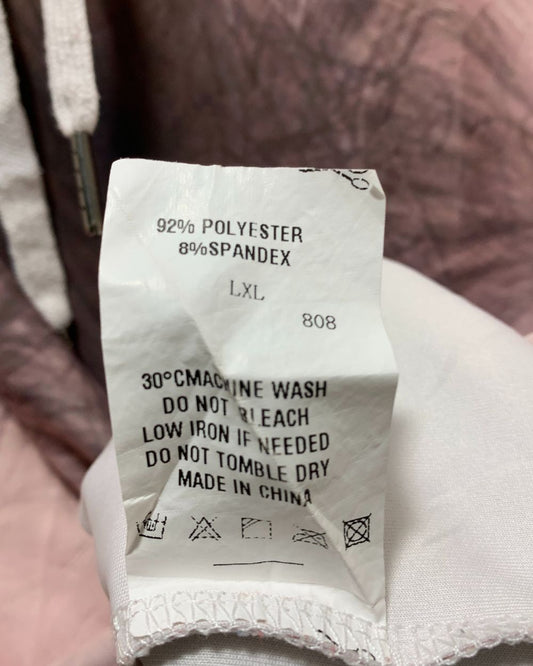 92% POLYESTER
8%SPANDEX
LXL
808
30°CMACHINE WASH
DO NOT BLEACH
LOW IRON IF NEEDED
DO NOT TOMBLE DRY
MADE IN CHINA